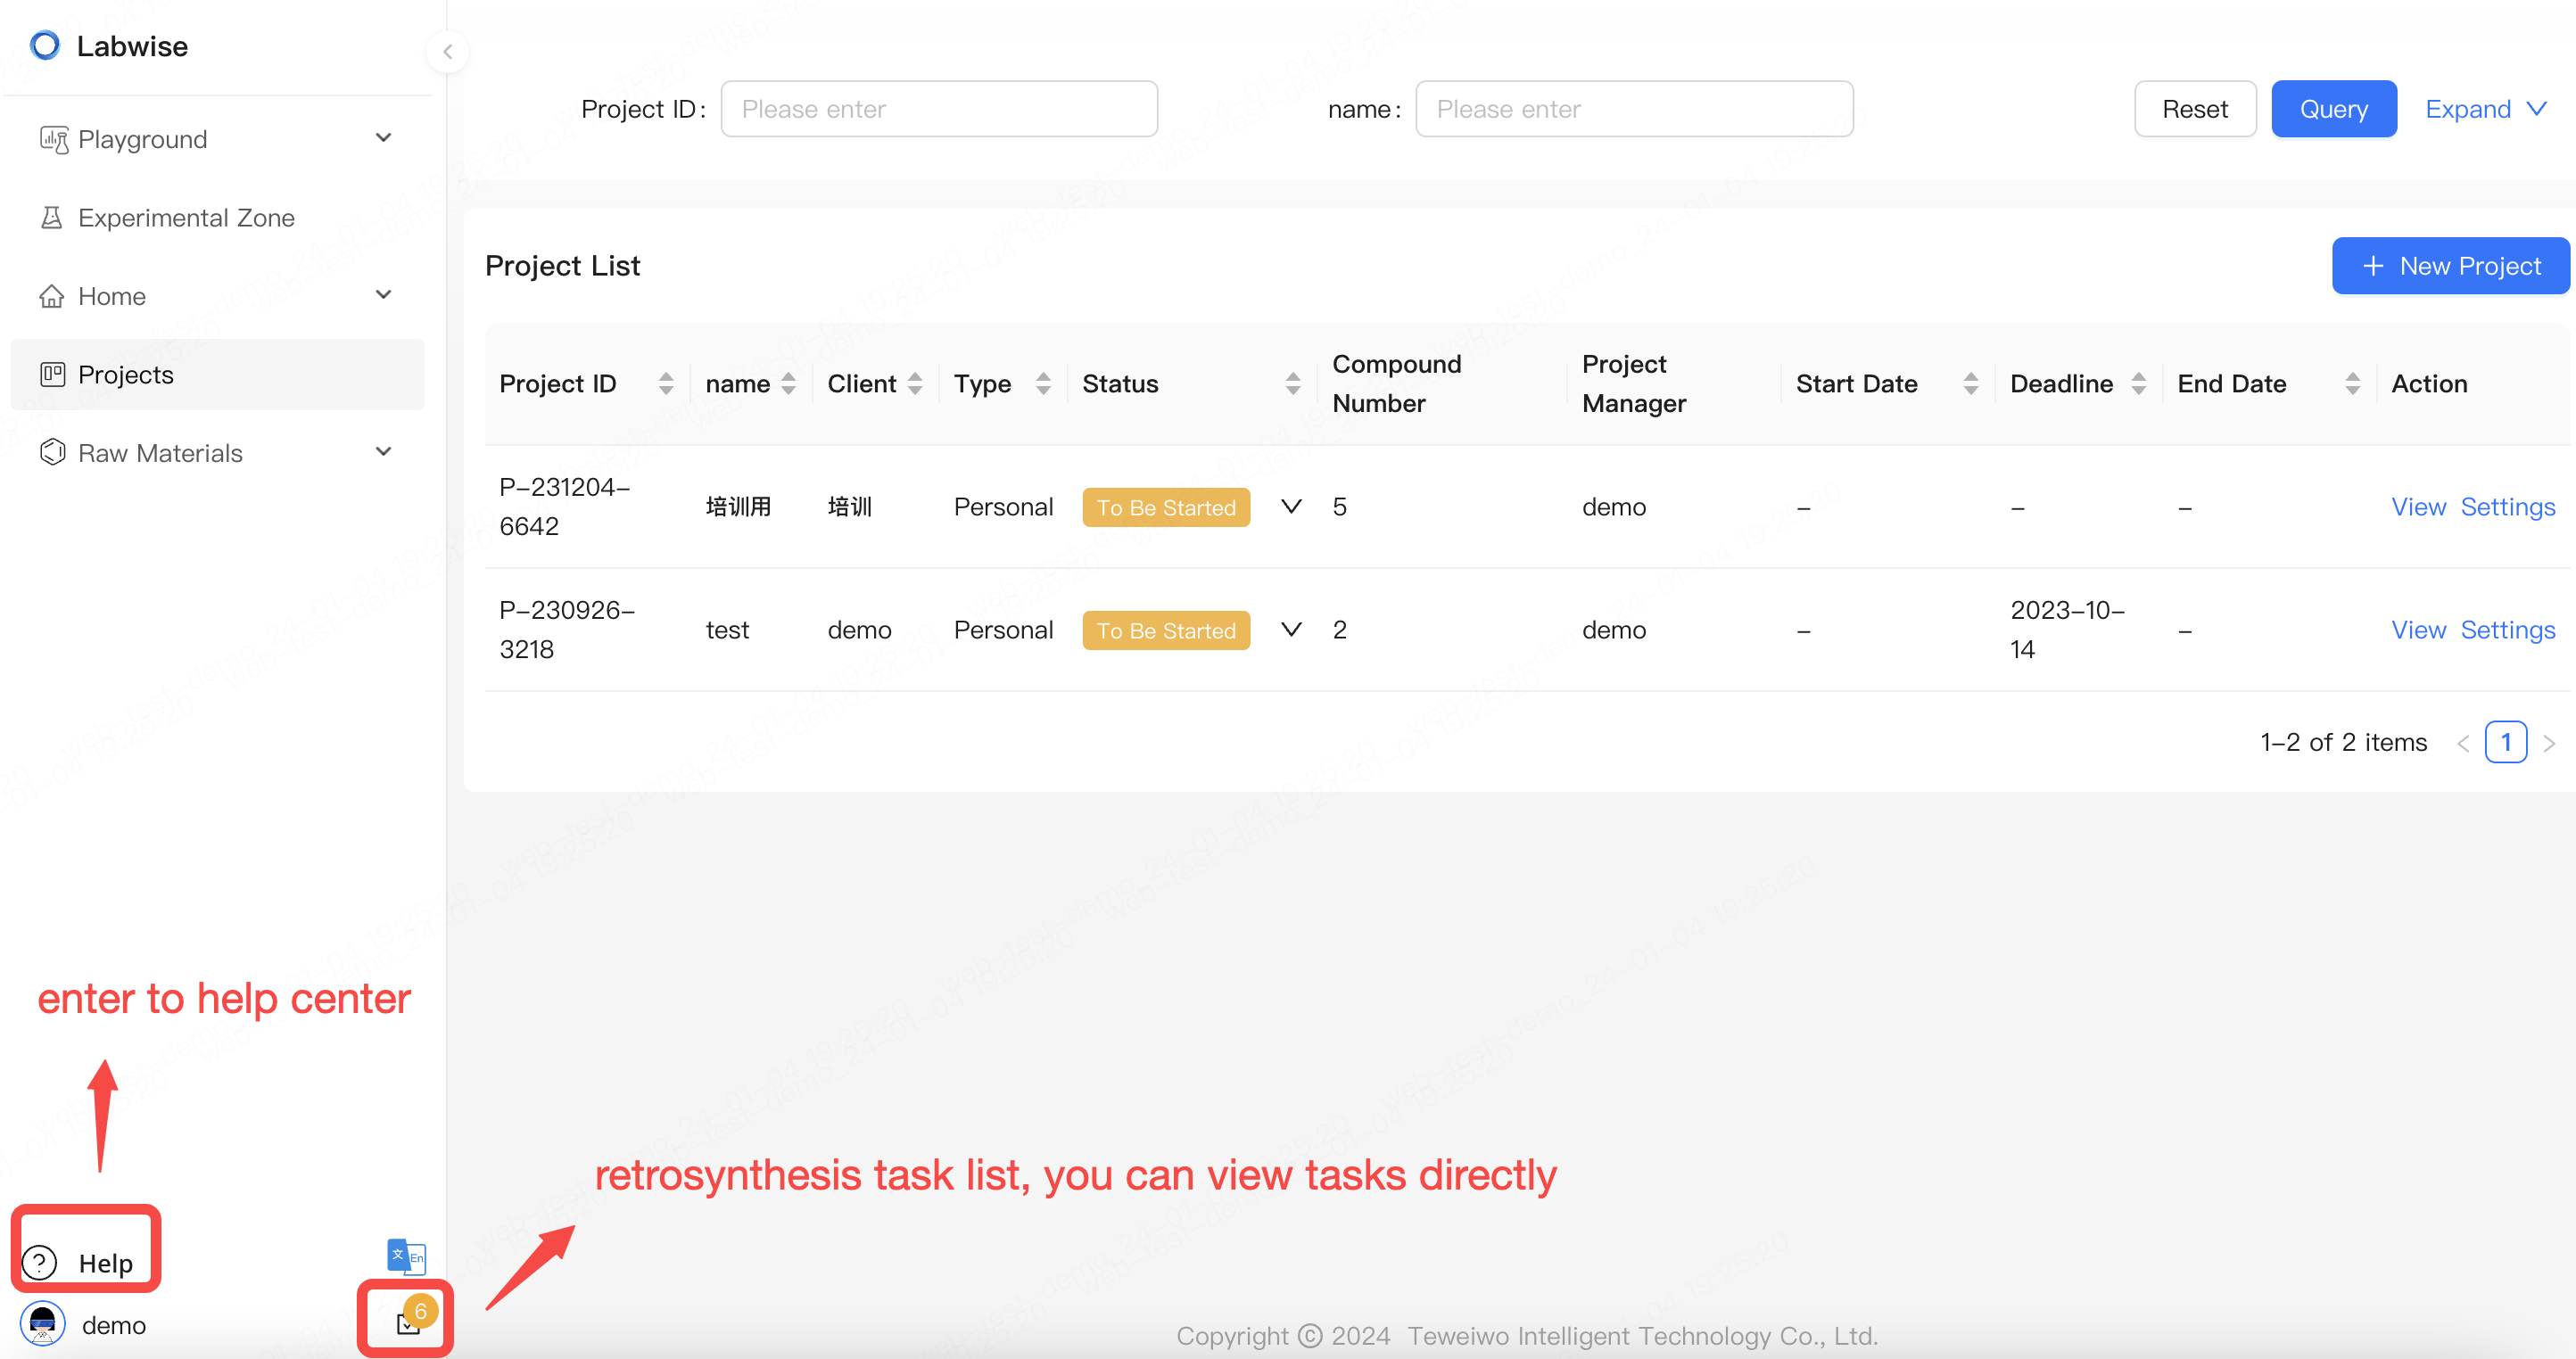 Labwise
Playground
Experimental Zone
Home
Projects
Raw Materials
Project ID:
Please enter
name:
Please enter
Reset
Query
Expand
Project List
New Project
Project ID name Client Type Status Compound Number Project Manager Start Date Deadline End Date Action
P-231204-6642 培训用 培训 Personal To Be Started 5 demo - - - View Settings
P-230926-3218 test demo Personal To Be Started 2 demo - 2023-10-14 - View Settings
1-2 of 2 items
1
enter to help center
retrosynthesis task list, you can view tasks directly
? Help
文 En
demo
6
Copyright © 2024 Teweiwo Intelligent Technology Co., Ltd.